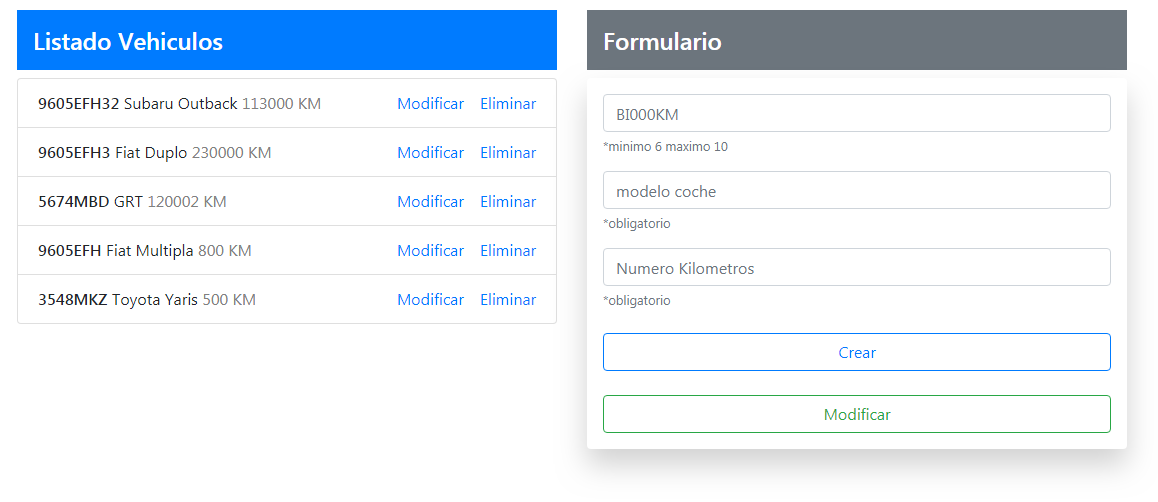 Listado Vehiculos
9605EFH32 Subaru Outback 113000 KM Modificar Eliminar
9605EFH3 Fiat Duplo 230000 KM Modificar Eliminar
5674MBD GRT 120002 KM Modificar Eliminar
9605EFH Fiat Multipla 800 KM Modificar Eliminar
3548MKZ Toyota Yaris 500 KM Modificar Eliminar
Formulario
BI000KM
*minimo 6 maximo 10
modelo coche
*obligatorio
Numero Kilometros
*obligatorio
Crear
Modificar